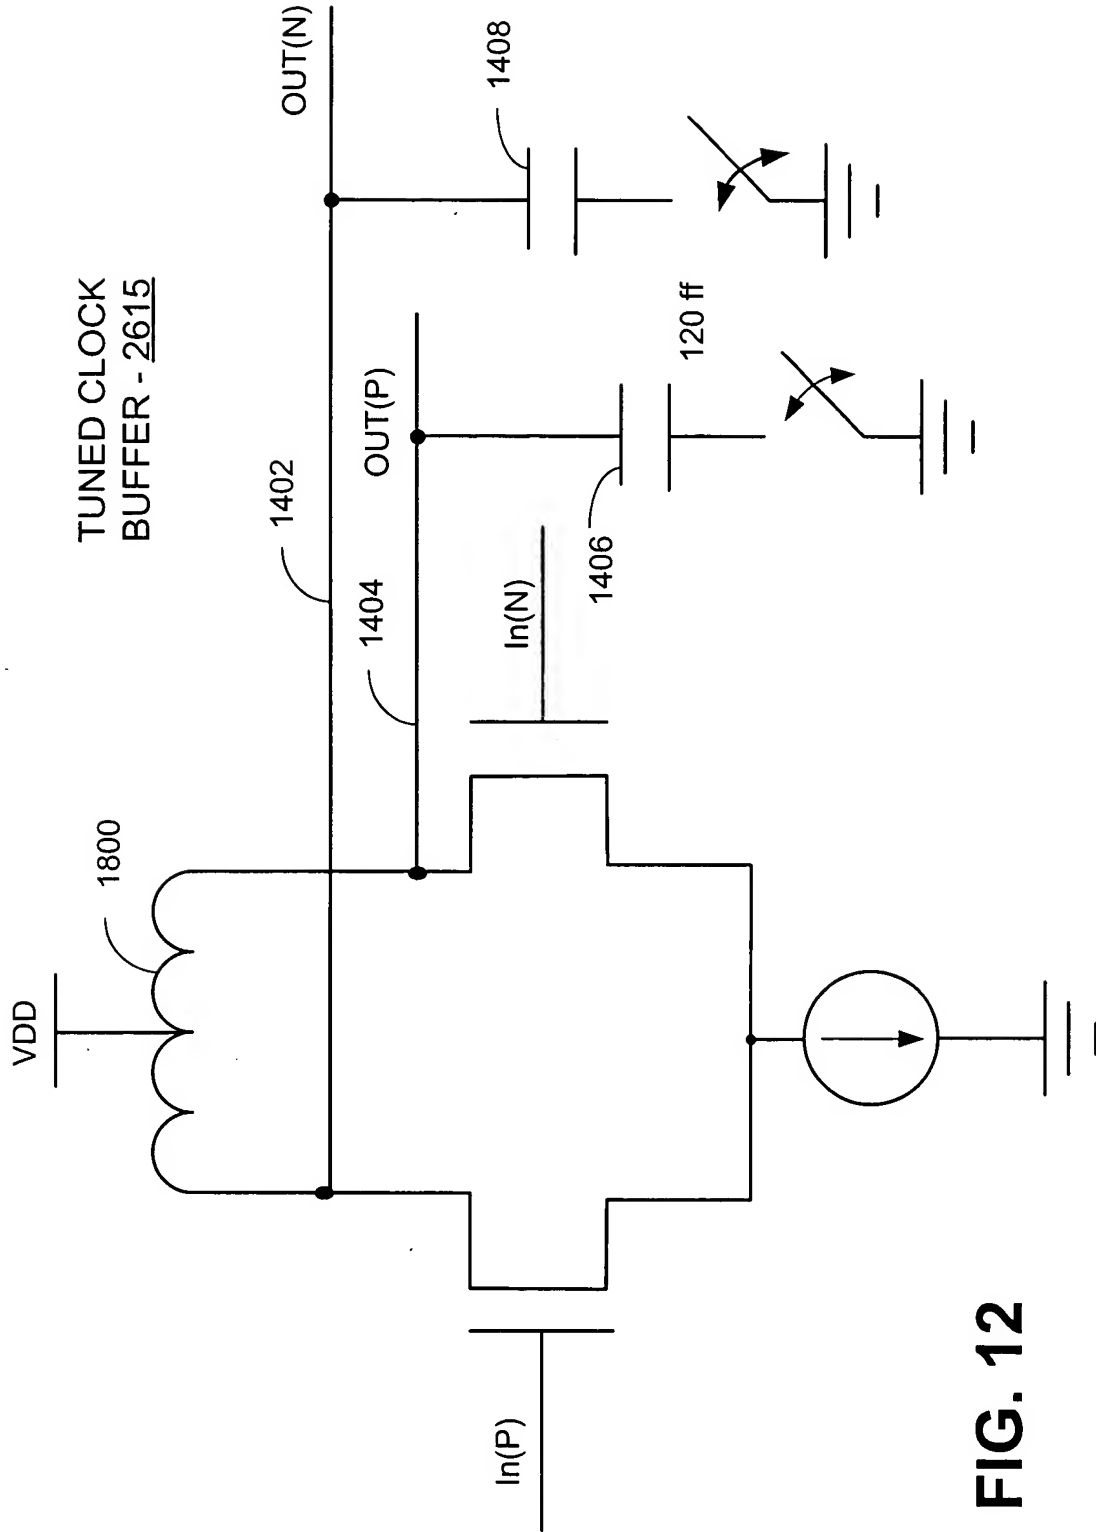 TUNED CLOCK
BUFFER - 2615
VDD
1800
1402
OUT(N)
1404
OUT(P)
1408
In(P)
In(N)
1406
120 ff
FIG. 12